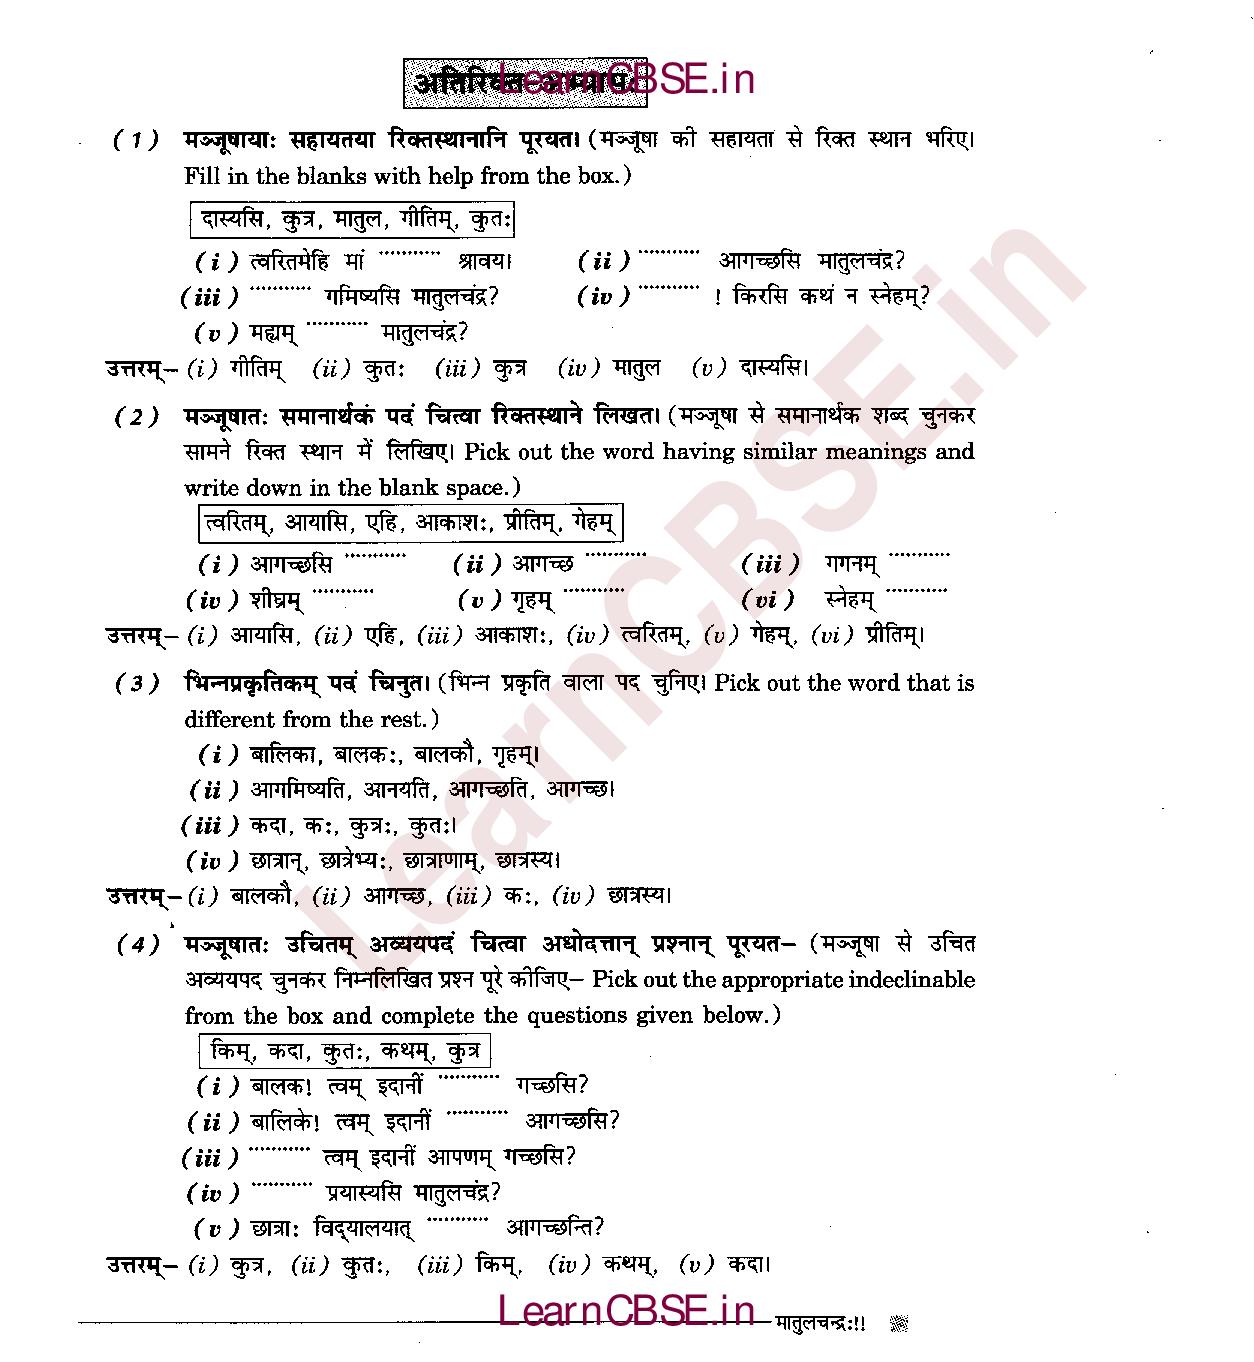 अतिरिक्त-अभ्यासः
LearnCBSE.in
(1) मञ्जूषायाः सहायतया रिक्तस्थानानि पूरयत। (मञ्जूषा की सहायता से रिक्त स्थान भरिए।
Fill in the blanks with help from the box.)
दास्यसि, कुत्र, मातुल, गीतिम्, कुतः
(i) त्वरितमेहि मां ........... श्रावय। (ii) ........... आगच्छसि मातुलचंद्र?
(iii) ........... गमिष्यसि मातुलचंद्र? (iv) ........... ! किरसि कथं न स्नेहम्?
(v) मह्यम् ........... मातुलचंद्र?
उत्तरम्– (i) गीतिम् (ii) कुतः (iii) कुत्र (iv) मातुल (v) दास्यसि।
(2) मञ्जूषातः समानार्थकं पदं चित्वा रिक्तस्थाने लिखत। (मञ्जूषा से समानार्थक शब्द चुनकर
सामने रिक्त स्थान में लिखिए। Pick out the word having similar meanings and
write down in the blank space.)
त्वरितम्, आयासि, एहि, आकाशः, प्रीतिम्, गेहम्
(i) आगच्छसि ........... (ii) आगच्छ ........... (iii) गगनम् ...........
(iv) शीघ्रम् ........... (v) गृहम् ........... (vi) स्नेहम् ...........
उत्तरम्– (i) आयासि, (ii) एहि, (iii) आकाशः, (iv) त्वरितम्, (v) गेहम्, (vi) प्रीतिम्।
(3) भिन्नप्रकृतिकम् पदं चिनुत। (भिन्न प्रकृति वाला पद चुनिए। Pick out the word that is
different from the rest.)
(i) बालिका, बालकः, बालकौ, गृहम्।
(ii) आगमिष्यति, आनयति, आगच्छति, आगच्छ।
(iii) कदा, कः, कुत्रः, कुतः।
(iv) छात्रान्, छात्रेभ्यः, छात्राणाम्, छात्रस्य।
उत्तरम्– (i) बालकौ, (ii) आगच्छ, (iii) कः, (iv) छात्रस्य।
(4) मञ्जूषातः उचितम् अव्ययपदं चित्वा अधोदत्तान् प्रश्नान् पूरयत– (मञ्जूषा से उचित
अव्ययपद चुनकर निम्नलिखित प्रश्न पूरे कीजिए– Pick out the appropriate indeclinable
from the box and complete the questions given below.)
किम्, कदा, कुतः, कथम्, कुत्र
(i) बालक! त्वम् इदानीं ........... गच्छसि?
(ii) बालिके! त्वम् इदानीं ........... आगच्छसि?
(iii) ........... त्वम् इदानीं आपणम् गच्छसि?
(iv) ........... प्रयास्यसि मातुलचंद्र?
(v) छात्राः विद्यालयात् ........... आगच्छन्ति?
उत्तरम्– (i) कुत्र, (ii) कुतः, (iii) किम्, (iv) कथम्, (v) कदा।
LearnCBSE.in
मातुलचन्द्रः!!
LearnCBSE.in